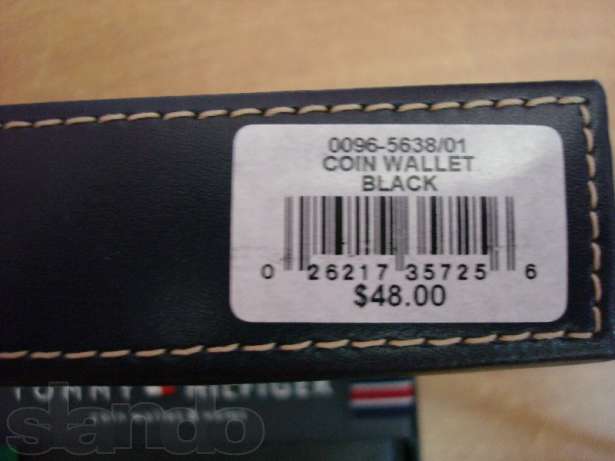 0096-5638/01
COIN WALLET
BLACK
0 26217 35725 6
$48.00
TOMMY HILFIGER
slando